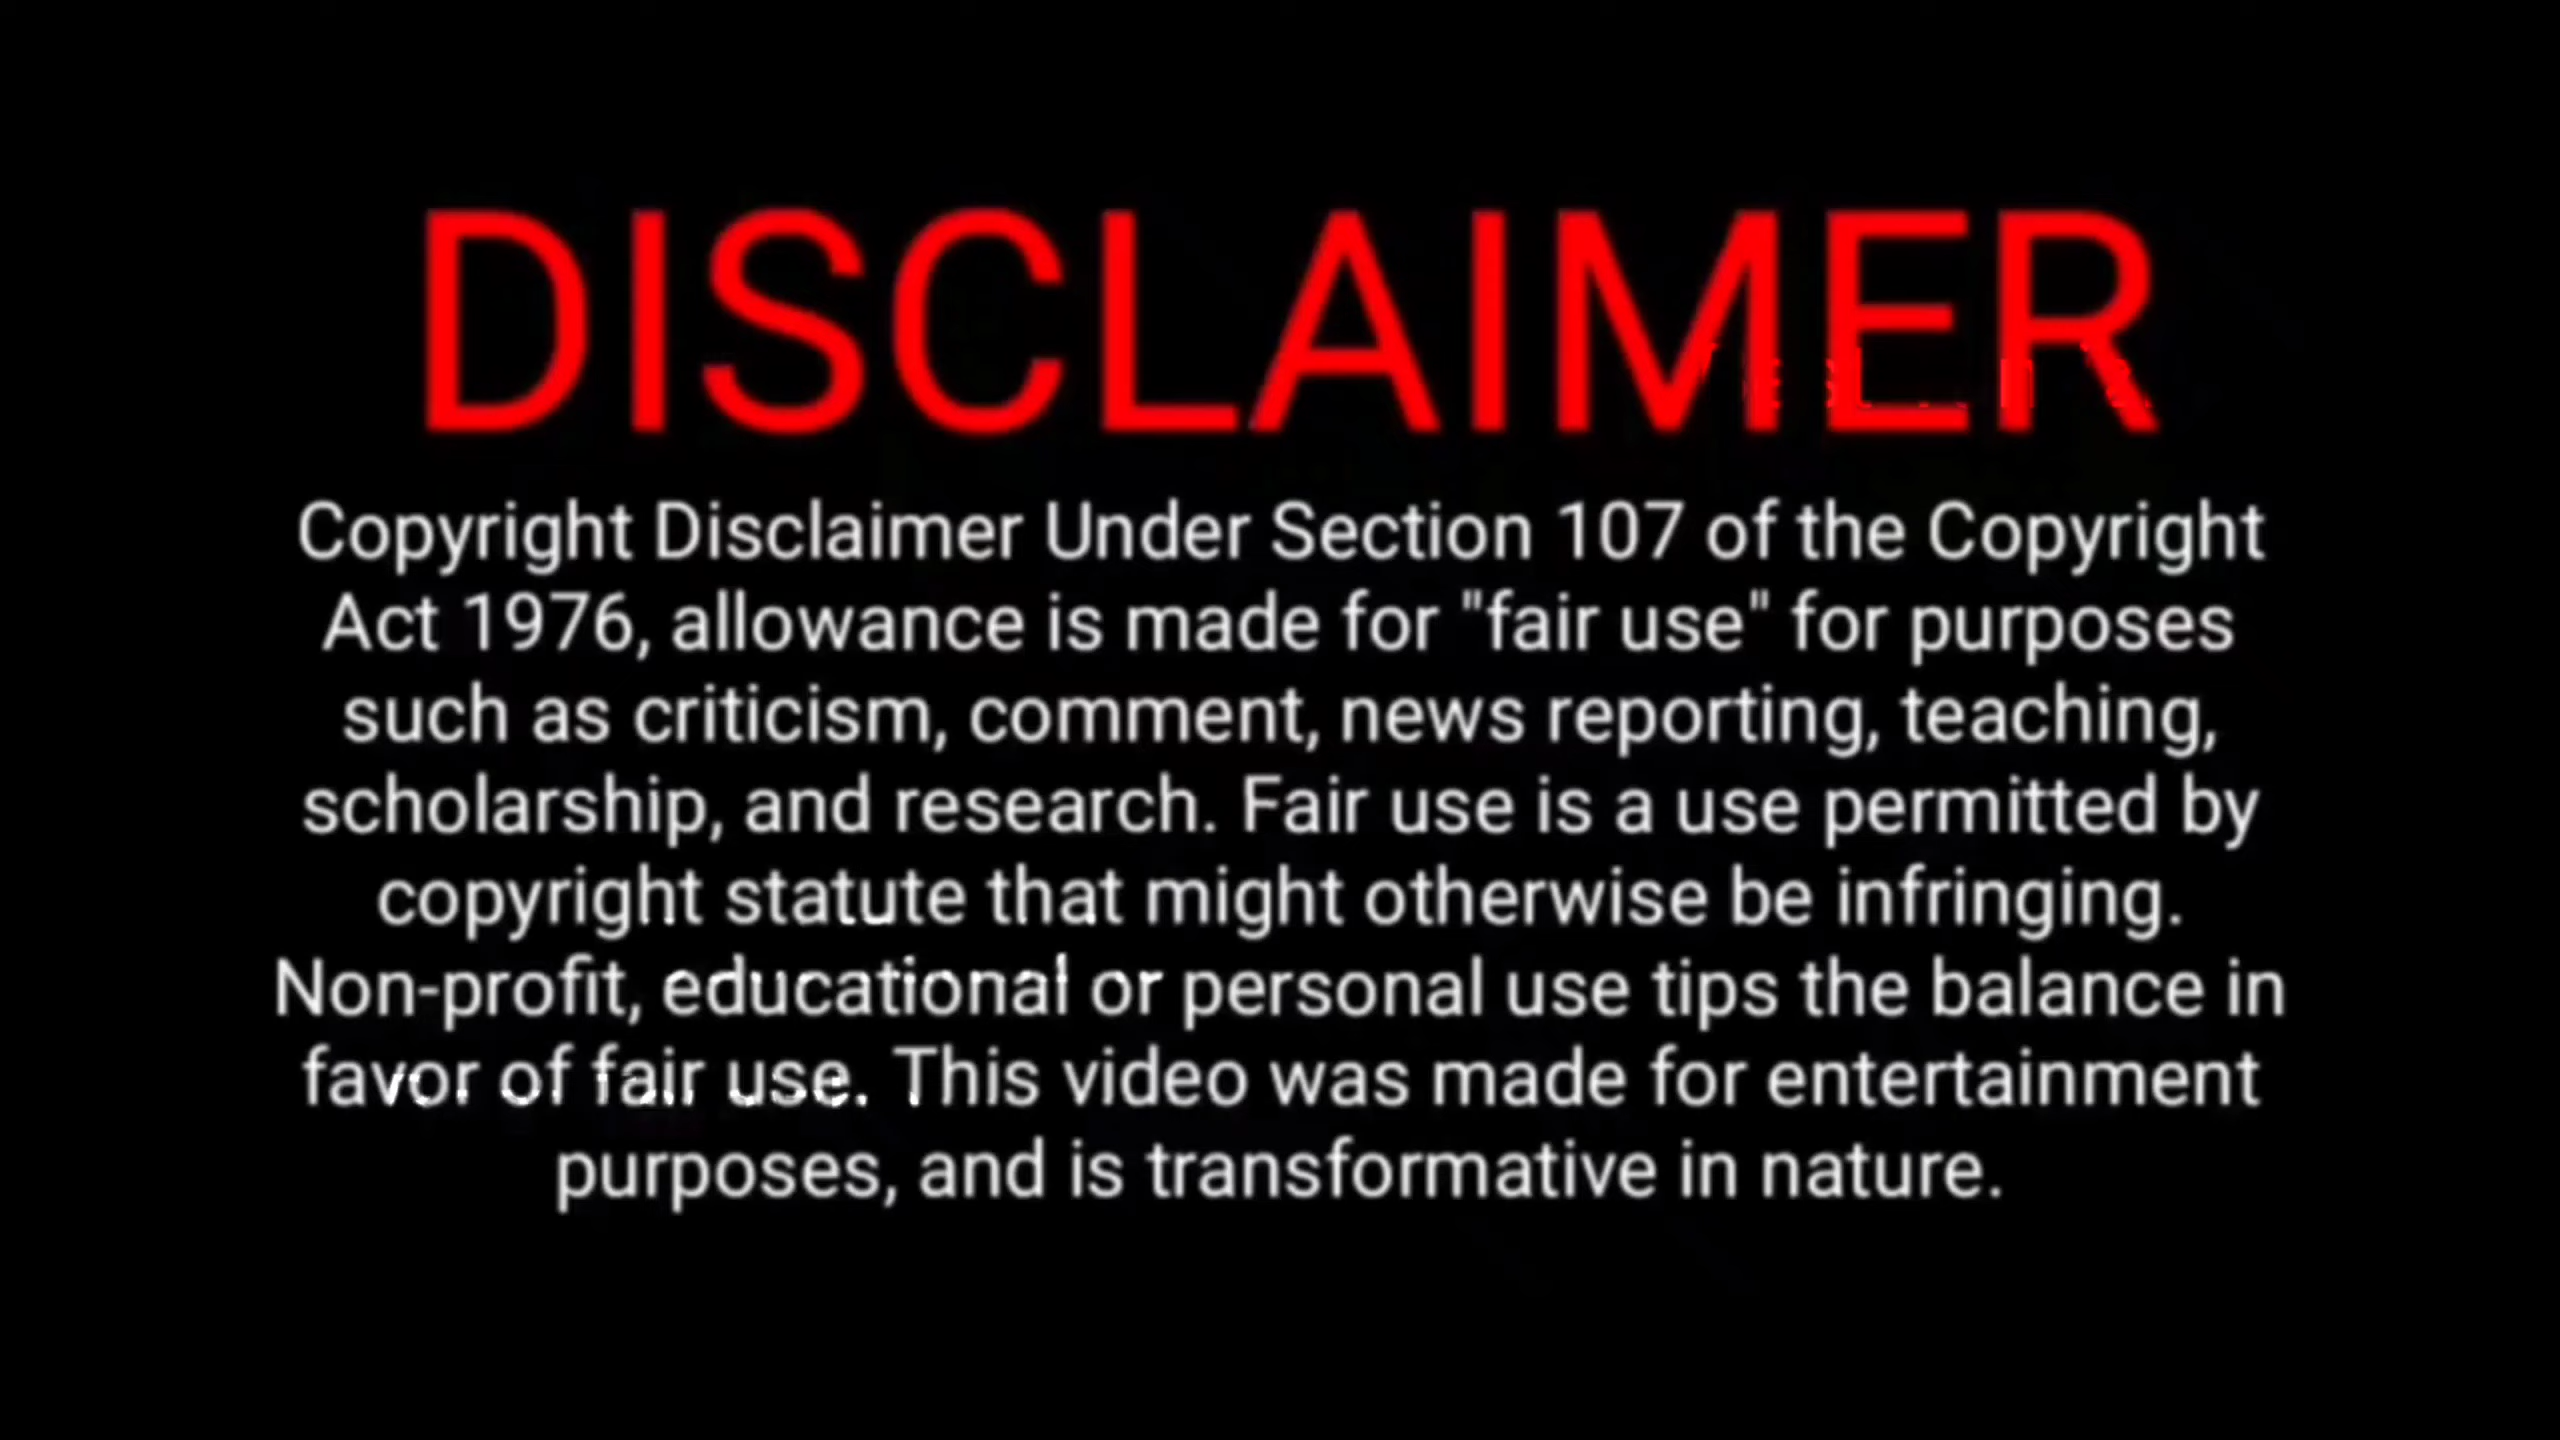 DISCLAIMER
Copyright Disclaimer Under Section 107 of the Copyright
Act 1976, allowance is made for "fair use" for purposes
such as criticism, comment, news reporting, teaching,
scholarship, and research. Fair use is a use permitted by
copyright statute that might otherwise be infringing.
Non-profit, educational or personal use tips the balance in
favor of fair use. This video was made for entertainment
purposes, and is transformative in nature.